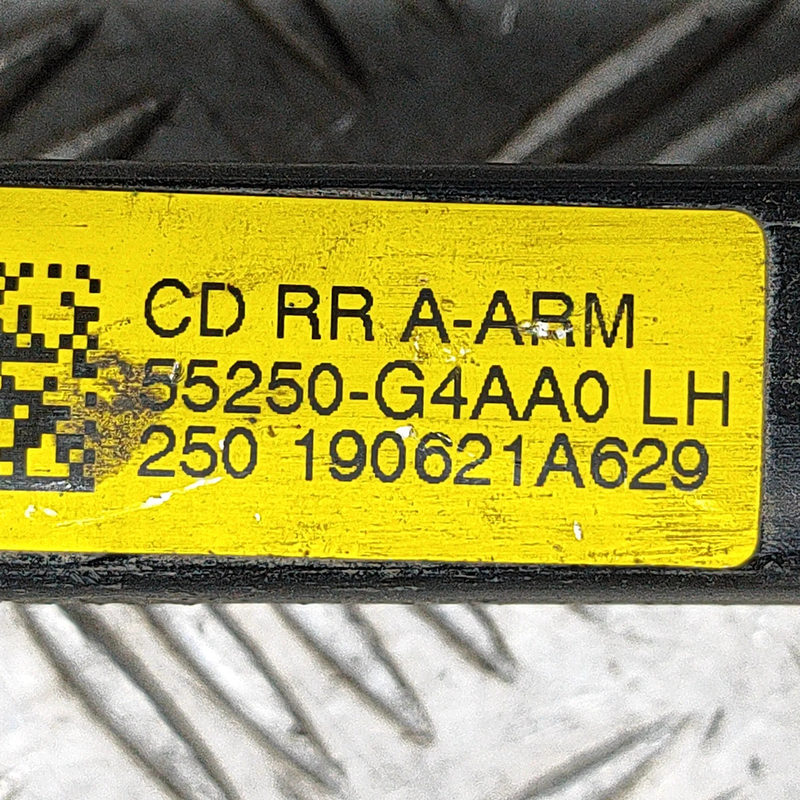 CD RR A-ARM
55250-G4AA0 LH
250 190621A629